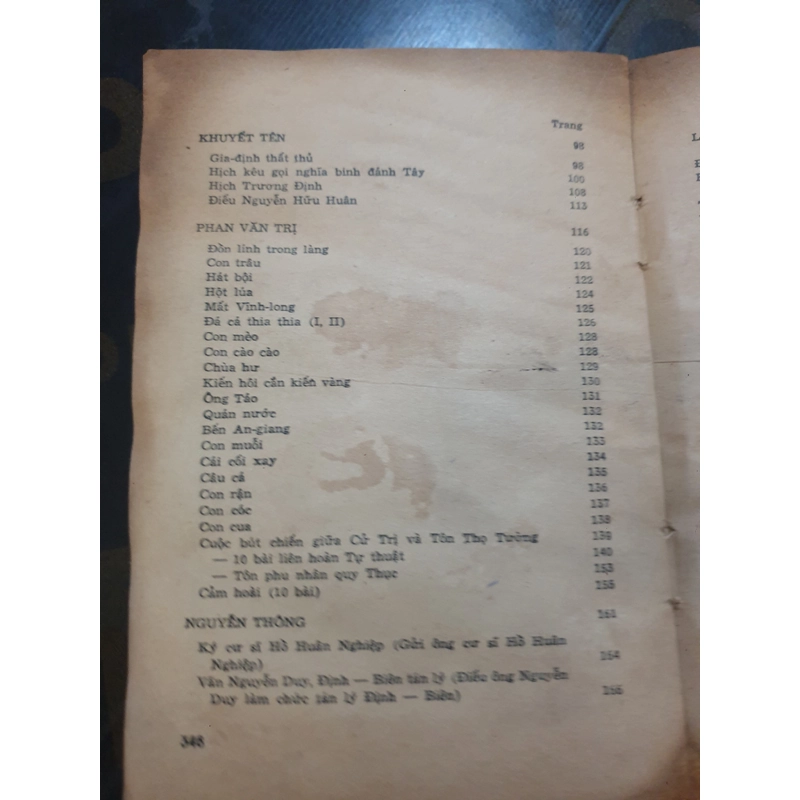 Trang
KHUYẾT TÊN 98
Gia-định thất thủ 98
Hịch kêu gọi nghĩa binh đánh Tây 100
Hịch Trương Định 108
Điếu Nguyễn Hữu Huân 113
PHAN VĂN TRỊ 116
Đồn lính trong làng 120
Con trâu 121
Hát bội 122
Hột lúa 124
Mất Vĩnh-long 125
Đá cá thia thia (I, II) 126
Con mèo 128
Con cào cào 128
Chùa hư 129
Kiến hôi cắn kiến vàng 130
Ông Táo 131
Quán nước 132
Bến An-giang 132
Con muỗi 133
Cái cối xay 134
Câu cá 135
Con rận 136
Con cóc 137
Con cua 138
Cuộc bút chiến giữa Cử Trị và Tôn Thọ Tường 139
— 10 bài liên hoàn Tự thuật 140
— Tôn phu nhân quy Thục 153
Cảm hoài (10 bài) 155
NGUYỄN THÔNG 161
Ký cư sĩ Hồ Huân Nghiệp (Gửi ông cư sĩ Hồ Huân
Nghiệp) 164
Vãn Nguyễn Duy, Định — Biên tán lý (Điếu ông Nguyễn
Duy làm chức tán lý Định — Biên) 166
348